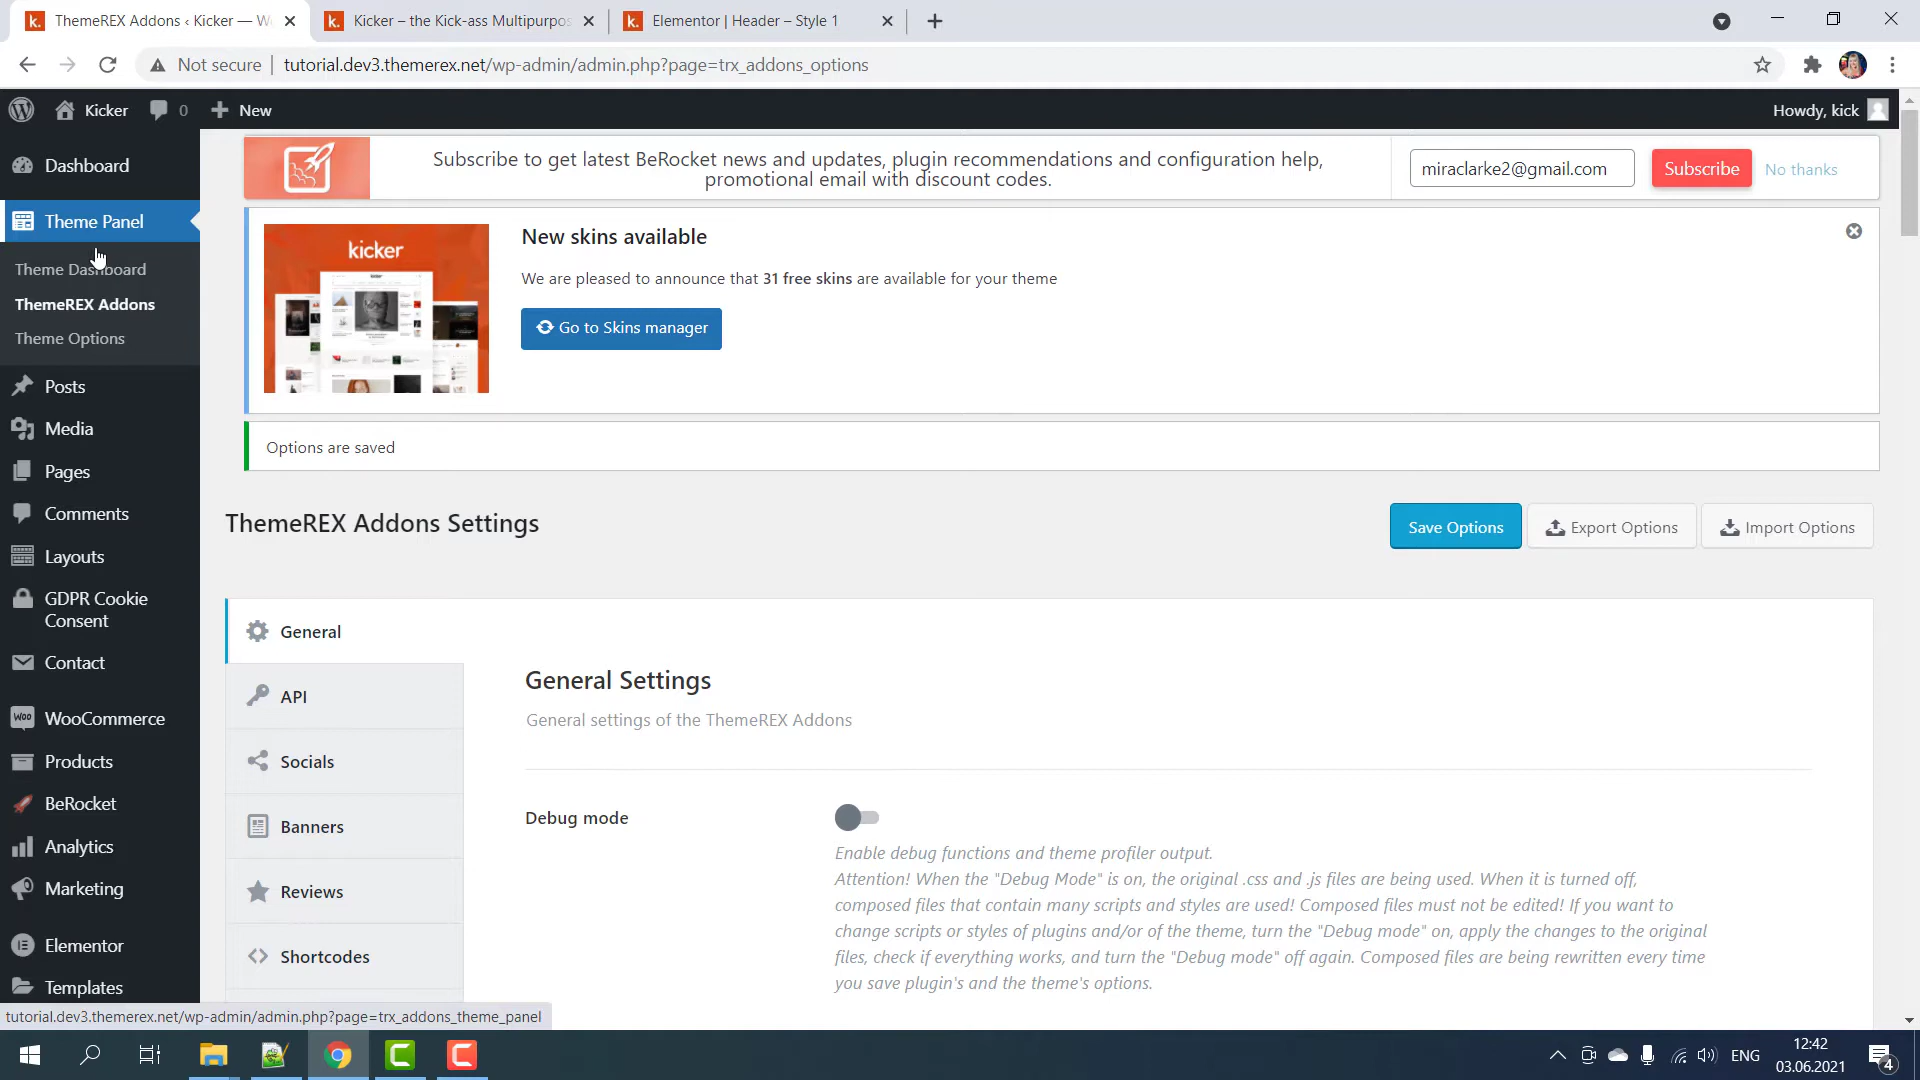 ThemeREX Addons ‹ Kicker — W
Kicker – the Kick-ass Multipurpos
Elementor | Header – Style 1
Not secure
tutorial.dev3.themerex.net/wp-admin/admin.php?page=trx_addons_options
Kicker
0
New
Howdy, kick
Dashboard
Theme Panel
Theme Dashboard
ThemeREX Addons
Theme Options
Posts
Media
Pages
Comments
Layouts
GDPR Cookie
Consent
Contact
WooCommerce
Products
BeRocket
Analytics
Marketing
Elementor
Templates
Subscribe to get latest BeRocket news and updates, plugin recommendations and configuration help,
promotional email with discount codes.
miraclarke2@gmail.com
Subscribe
No thanks
kicker
New skins available
We are pleased to announce that 31 free skins are available for your theme
Go to Skins manager
Options are saved
ThemeREX Addons Settings
Save Options
Export Options
Import Options
General
API
Socials
Banners
Reviews
Shortcodes
General Settings
General settings of the ThemeREX Addons
Debug mode
Enable debug functions and theme profiler output.
Attention! When the "Debug Mode" is on, the original .css and .js files are being used. When it is turned off,
composed files that contain many scripts and styles are used! Composed files must not be edited! If you want to
change scripts or styles of plugins and/or of the theme, turn the "Debug mode" on, apply the changes to the original
files, check if everything works, and turn the "Debug mode" off again. Composed files are being rewritten every time
you save plugin's and the theme's options.
tutorial.dev3.themerex.net/wp-admin/admin.php?page=trx_addons_theme_panel
ENG
12:42
03.06.2021
4